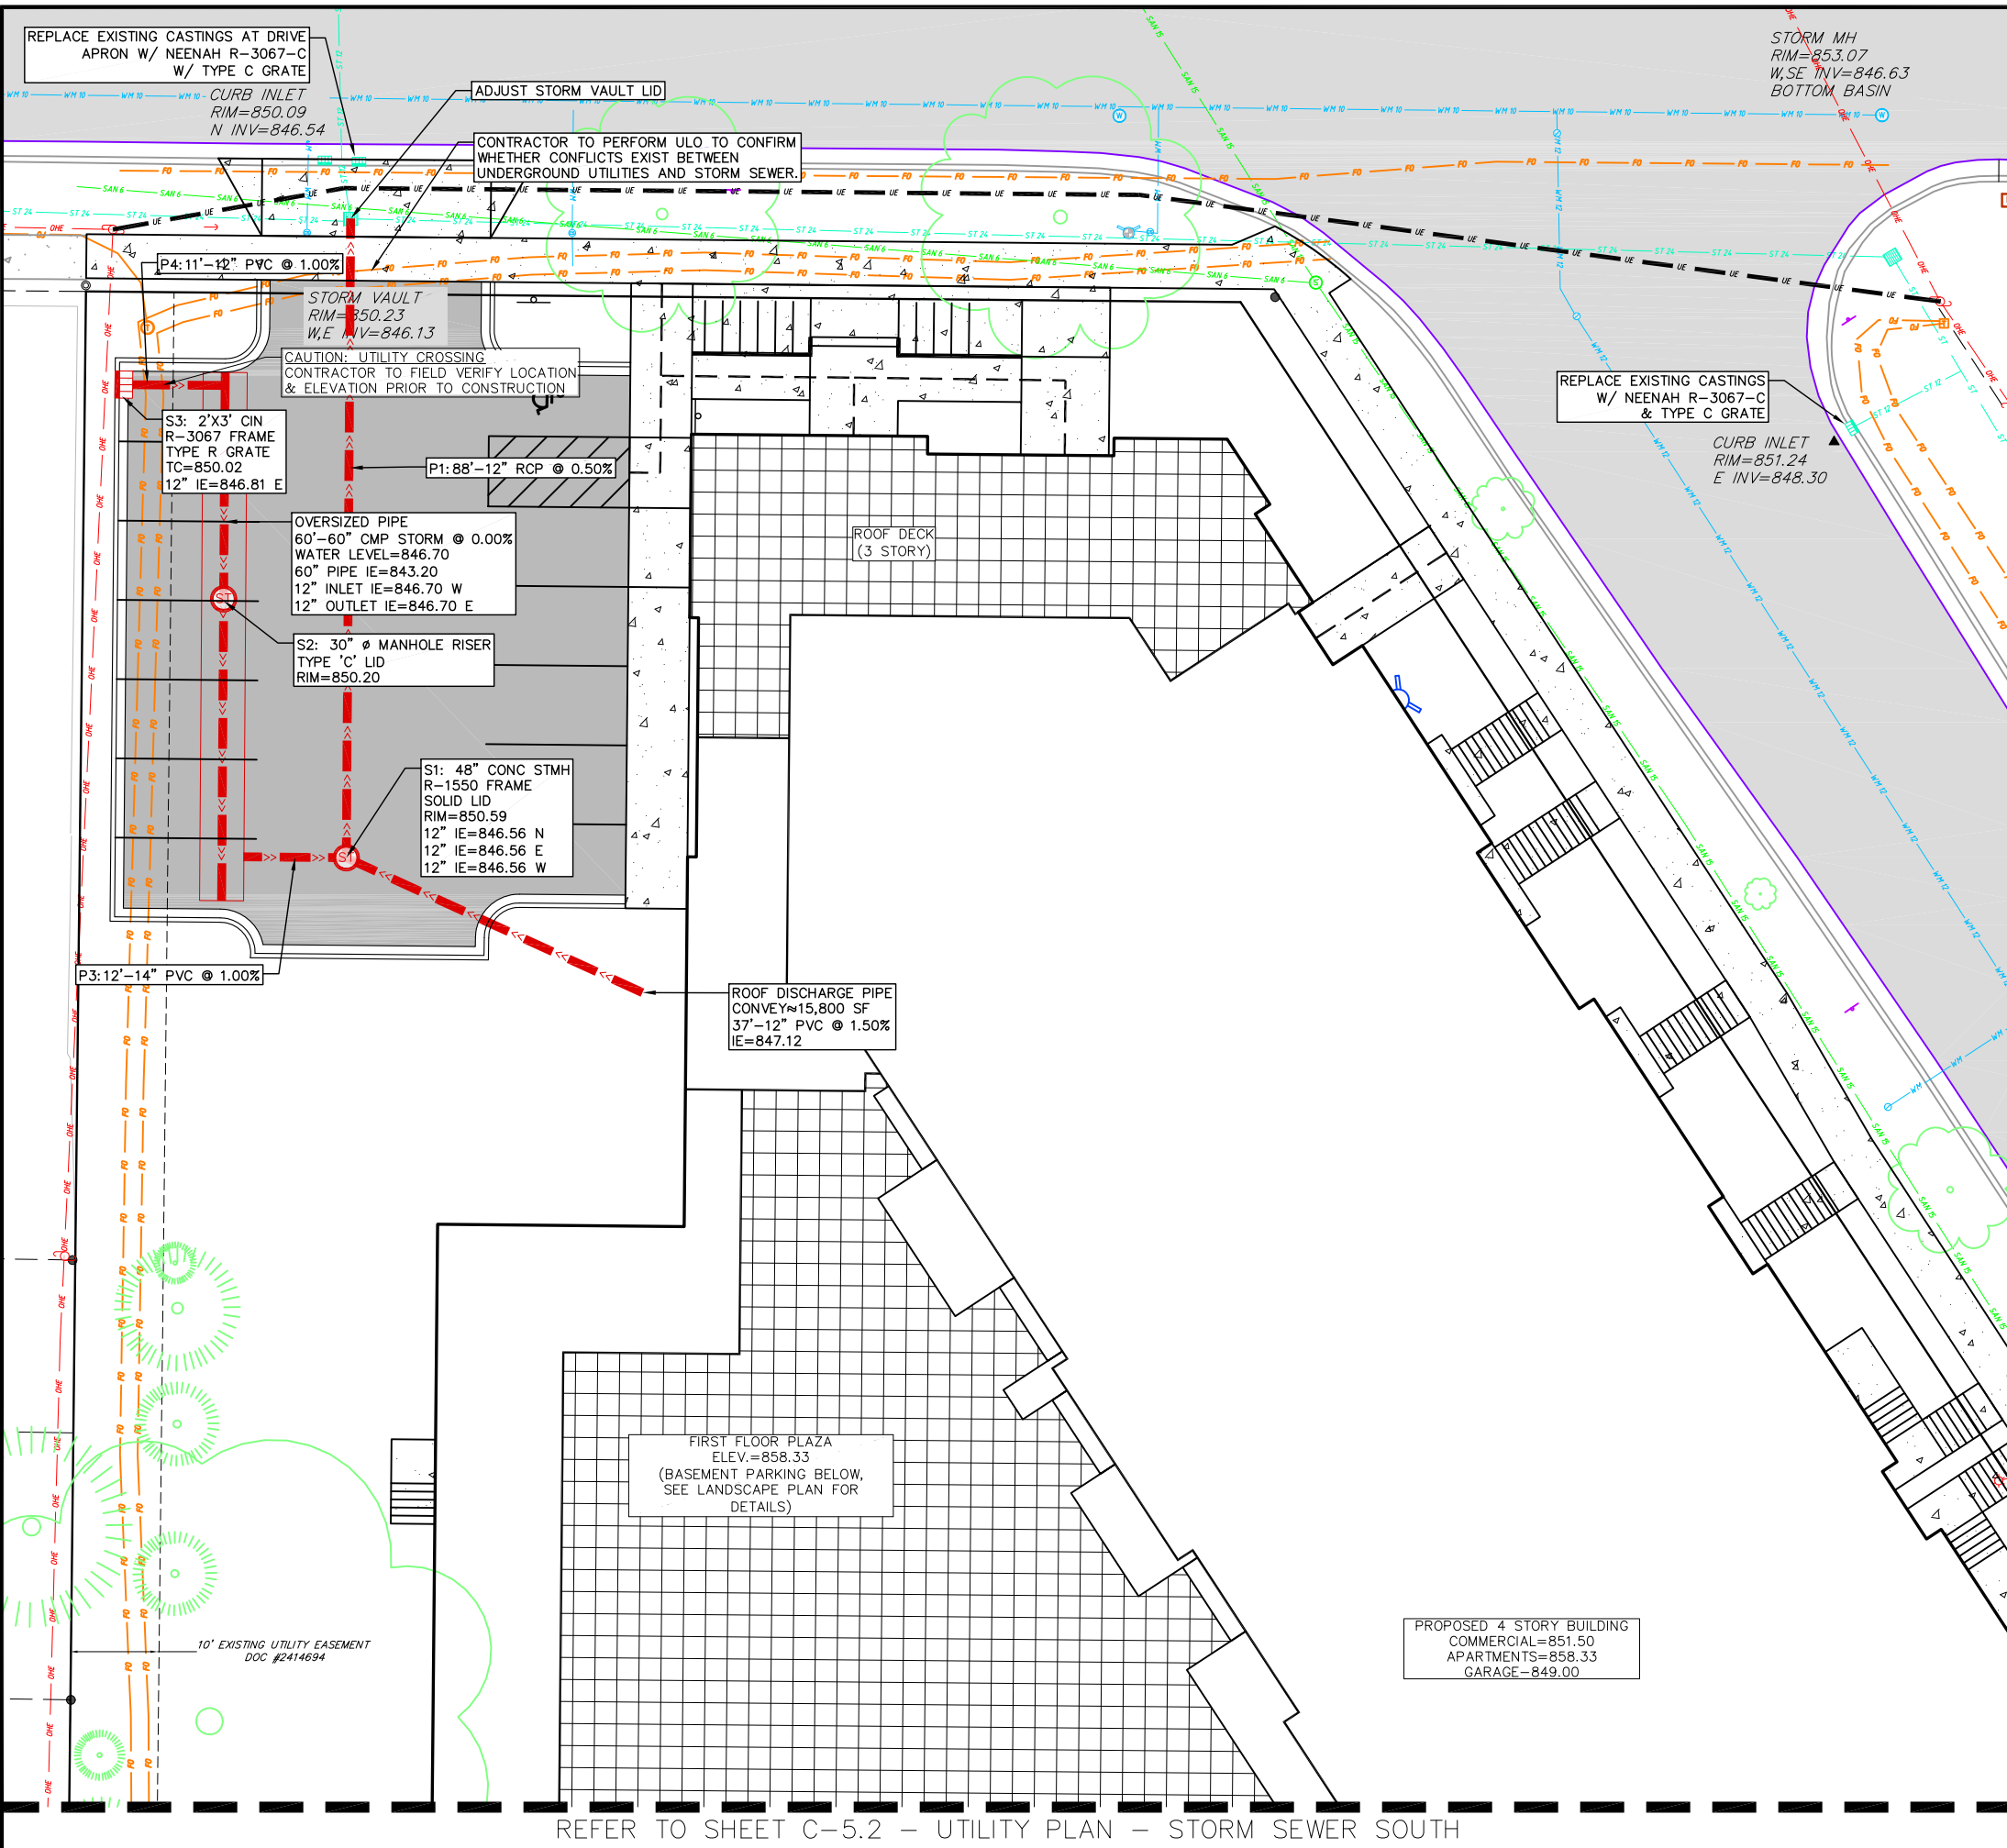 REPLACE EXISTING CASTINGS AT DRIVE
APRON W/ NEENAH R-3067-C
W/ TYPE C GRATE
CURB INLET
RIM=850.09
N INV=846.54
ADJUST STORM VAULT LID
CONTRACTOR TO PERFORM ULO TO CONFIRM
WHETHER CONFLICTS EXIST BETWEEN
UNDERGROUND UTILITIES AND STORM SEWER.
STORM MH
RIM=853.07
W,SE INV=846.63
BOTTOM BASIN
P4:11'-12" PVC @ 1.00%
STORM VAULT
RIM=850.23
W,E INV=846.13
CAUTION: UTILITY CROSSING
CONTRACTOR TO FIELD VERIFY LOCATION
& ELEVATION PRIOR TO CONSTRUCTION
REPLACE EXISTING CASTINGS
W/ NEENAH R-3067-C
& TYPE C GRATE
CURB INLET
RIM=851.24
E INV=848.30
S3: 2'X3' CIN
R-3067 FRAME
TYPE R GRATE
TC=850.02
12" IE=846.81 E
P1:88'-12" RCP @ 0.50%
OVERSIZED PIPE
60'-60" CMP STORM @ 0.00%
WATER LEVEL=846.70
60" PIPE IE=843.20
12" INLET IE=846.70 W
12" OUTLET IE=846.70 E
ROOF DECK
(3 STORY)
ST
S2: 30" Ø MANHOLE RISER
TYPE 'C' LID
RIM=850.20
S1: 48" CONC STMH
R-1550 FRAME
SOLID LID
RIM=850.59
12" IE=846.56 N
12" IE=846.56 E
12" IE=846.56 W
ST
P3:12'-14" PVC @ 1.00%
ROOF DISCHARGE PIPE
CONVEY≈15,800 SF
37'-12" PVC @ 1.50%
IE=847.12
FIRST FLOOR PLAZA
ELEV.=858.33
(BASEMENT PARKING BELOW,
SEE LANDSCAPE PLAN FOR
DETAILS)
10' EXISTING UTILITY EASEMENT
DOC #2414694
PROPOSED 4 STORY BUILDING
COMMERCIAL=851.50
APARTMENTS=858.33
GARAGE-849.00
REFER TO SHEET C-5.2 - UTILITY PLAN - STORM SEWER SOUTH